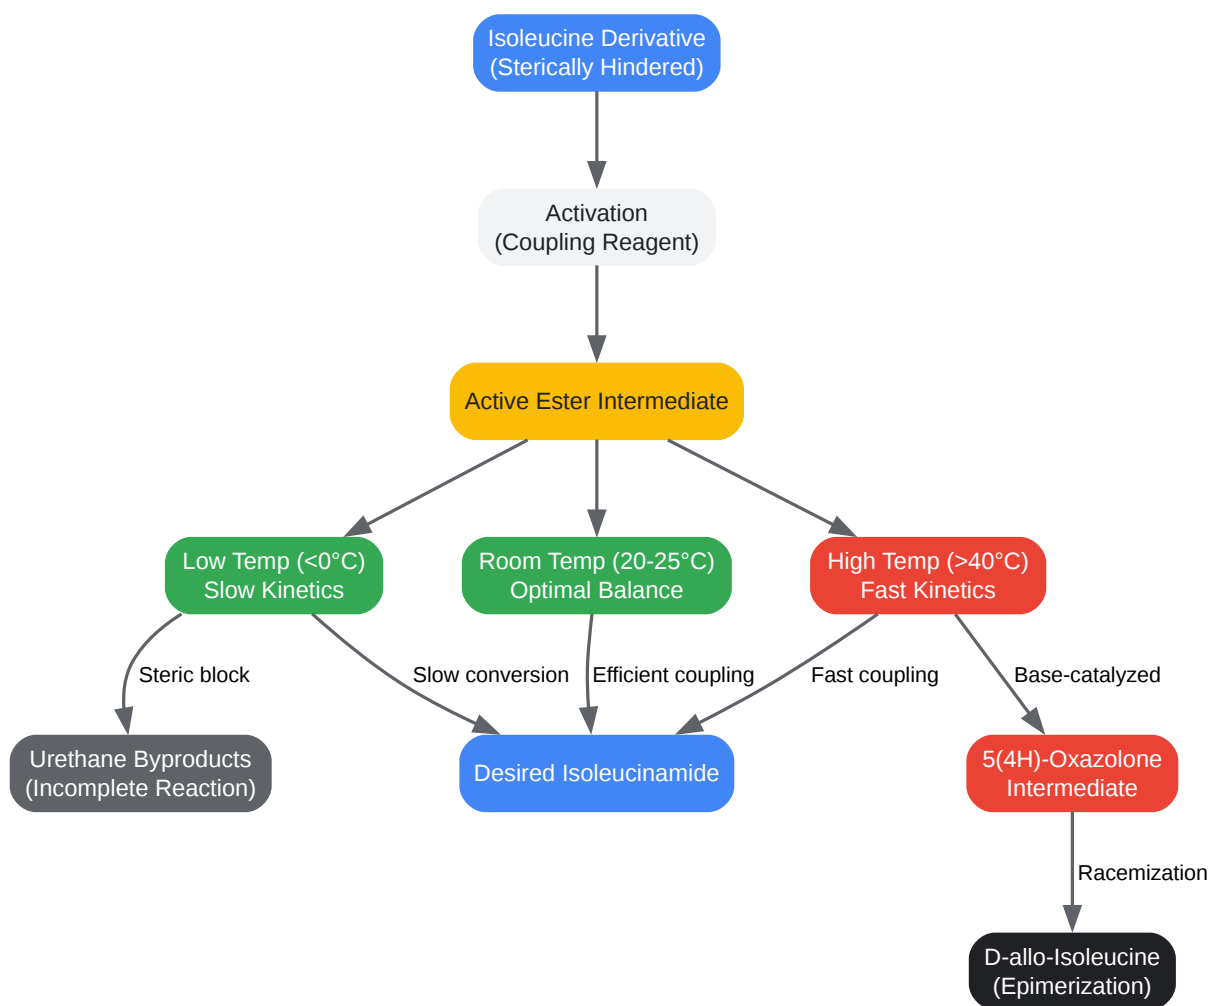 Isoleucine Derivative
(Sterically Hindered)
Activation
(Coupling Reagent)
Active Ester Intermediate
Low Temp (<0°C)
Slow Kinetics
Room Temp (20-25°C)
Optimal Balance
High Temp (>40°C)
Fast Kinetics
Steric block
Slow conversion
Efficient coupling
Fast coupling
Base-catalyzed
Urethane Byproducts
(Incomplete Reaction)
Desired Isoleucinamide
5(4H)-Oxazolone
Intermediate
Racemization
D-allo-Isoleucine
(Epimerization)